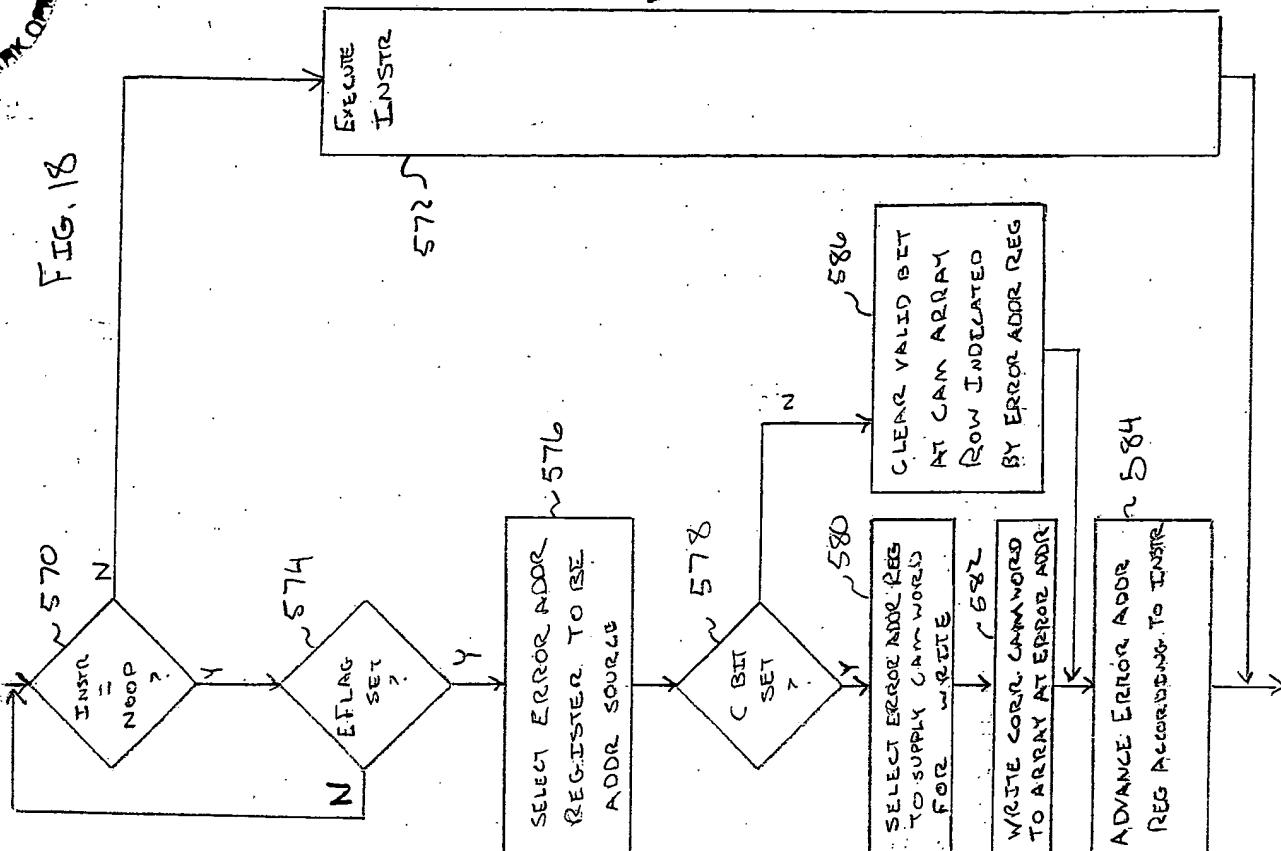 FIG. 18
INSTR
=
NOOP
?
570
N
Y
EXECUTE
INSTR
572
EFLAG
SET
?
574
N
Y
SELECT ERROR ADDR
REGISTER TO BE
ADDR SOURCE
576
C BIT
SET
?
578
N
Y
SELECT ERROR ADDR REG
TO SUPPLY CAM WORD
FOR WRITE
580
WRITE CORR. CAM WORD
TO ARRAY AT ERROR ADDR
582
CLEAR VALID BIT
AT CAM ARRAY
ROW INDICATED
BY ERROR ADDR REG
586
ADVANCE ERROR ADDR
REG ACCORDING TO INSTR
584